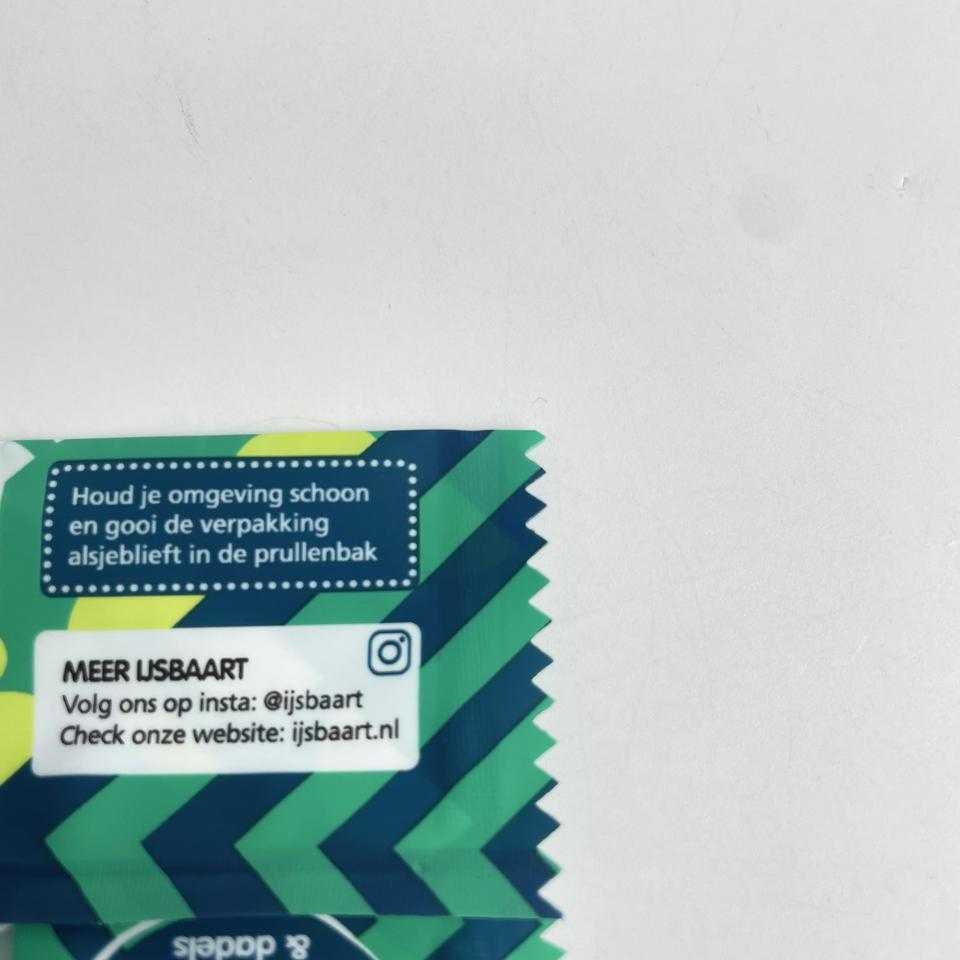 Houd je omgeving schoon
en gooi de verpakking
alsjeblieft in de prullenbak
MEER IJSBAART
Volg ons op insta: @ijsbaart
Check onze website: ijsbaart.nl
& dadels